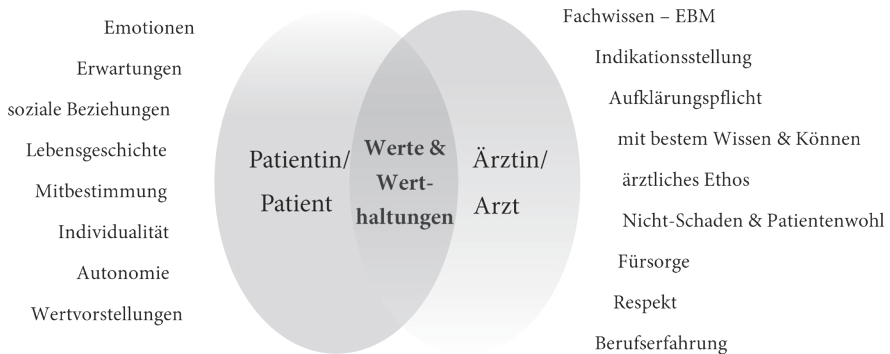 Emotionen
Erwartungen
soziale Beziehungen
Lebensgeschichte
Mitbestimmung
Individualität
Autonomie
Wertvorstellungen
Patientin/
Patient
Werte &
Wert-
haltungen
Ärztin/
Arzt
Fachwissen – EBM
Indikationsstellung
Aufklärungspflicht
mit bestem Wissen & Können
ärztliches Ethos
Nicht-Schaden & Patientenwohl
Fürsorge
Respekt
Berufserfahrung